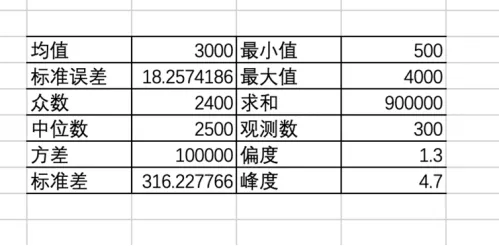 均值 3000 最小值 500
标准误差 18.2574186 最大值 4000
众数 2400 求和 900000
中位数 2500 观测数 300
方差 100000 偏度 1.3
标准差 316.227766 峰度 4.7